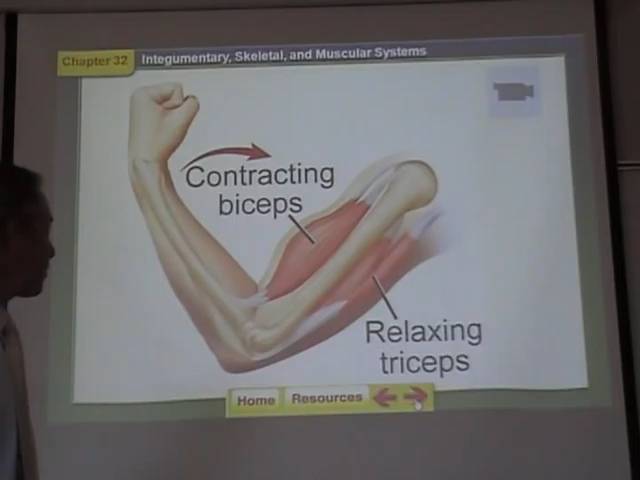 Chapter 32
Integumentary, Skeletal, and Muscular Systems
Contracting
biceps
Relaxing
triceps
Home
Resources